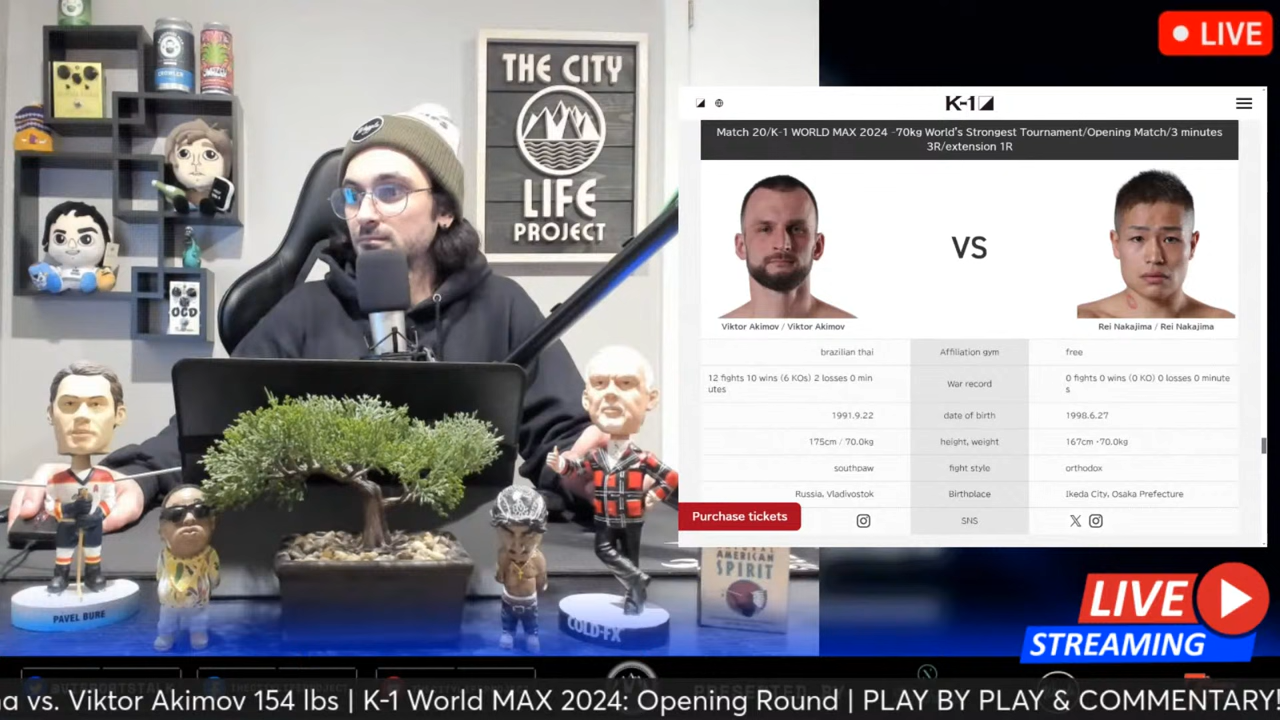 THE CITY
LIFE
PROJECT
OCD
PAVEL BURE
COLD-FX
AMERICAN
SPIRIT
LIVE
K-1
Match 20/K-1 WORLD MAX 2024 -70kg World's Strongest Tournament/Opening Match/3 minutes
3R/extension 1R
VS
Viktor Akimov / Viktor Akimov
Rei Nakajima / Rei Nakajima
brazilian thai
Affiliation gym
free
12 fights 10 wins (6 KOs) 2 losses 0 min
utes
War record
0 fights 0 wins (0 KO) 0 losses 0 minute
s
1991.9.22
date of birth
1998.6.27
175cm / 70.0kg
height, weight
167cm -70.0kg
southpaw
fight style
orthodox
Russia, Vladivostok
Birthplace
Ikeda City, Osaka Prefecture
SNS
Purchase tickets
LIVE
STREAMING
vs. Viktor Akimov 154 lbs | K-1 World MAX 2024: Opening Round | PLAY BY PLAY & COMMENTARY!